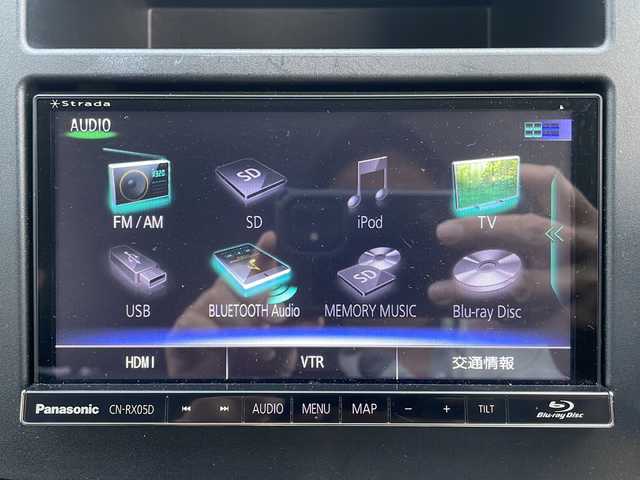 Strada
AUDIO
FM/AM SD iPod TV
USB BLUETOOTH Audio MEMORY MUSIC Blu-ray Disc
HDMI VTR 交通情報
Panasonic CN-RX05D AUDIO MENU MAP − + TILT Blu-ray Disc